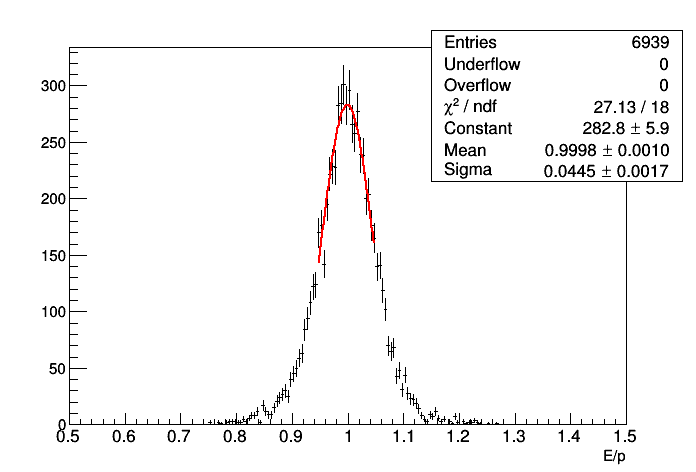 Entries 6939
Underflow 0
Overflow 0
χ² / ndf 27.13 / 18
Constant 282.8 ± 5.9
Mean 0.9998 ± 0.0010
Sigma 0.0445 ± 0.0017
300
250
200
150
100
50
0
0.5 0.6 0.7 0.8 0.9 1 1.1 1.2 1.3 1.4 1.5
E/p